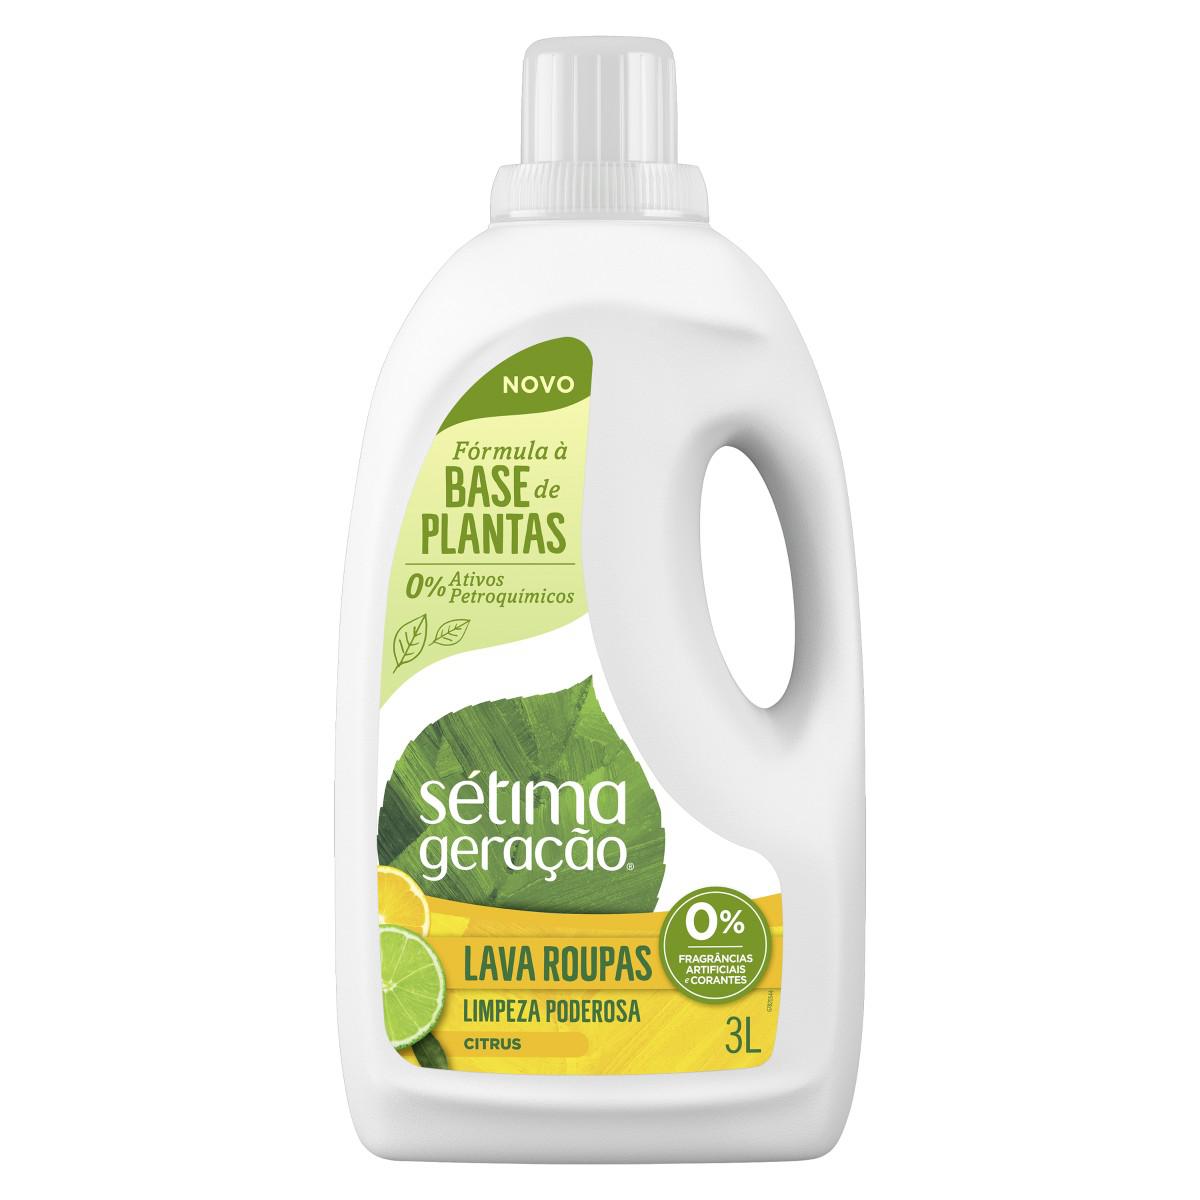 NOVO
Fórmula à
BASE de
PLANTAS
0% Ativos
Petroquímicos
sétima
geração®
0%
FRAGRÂNCIAS
ARTIFICIAIS
e CORANTES
LAVA ROUPAS
LIMPEZA PODEROSA
CITRUS
3L